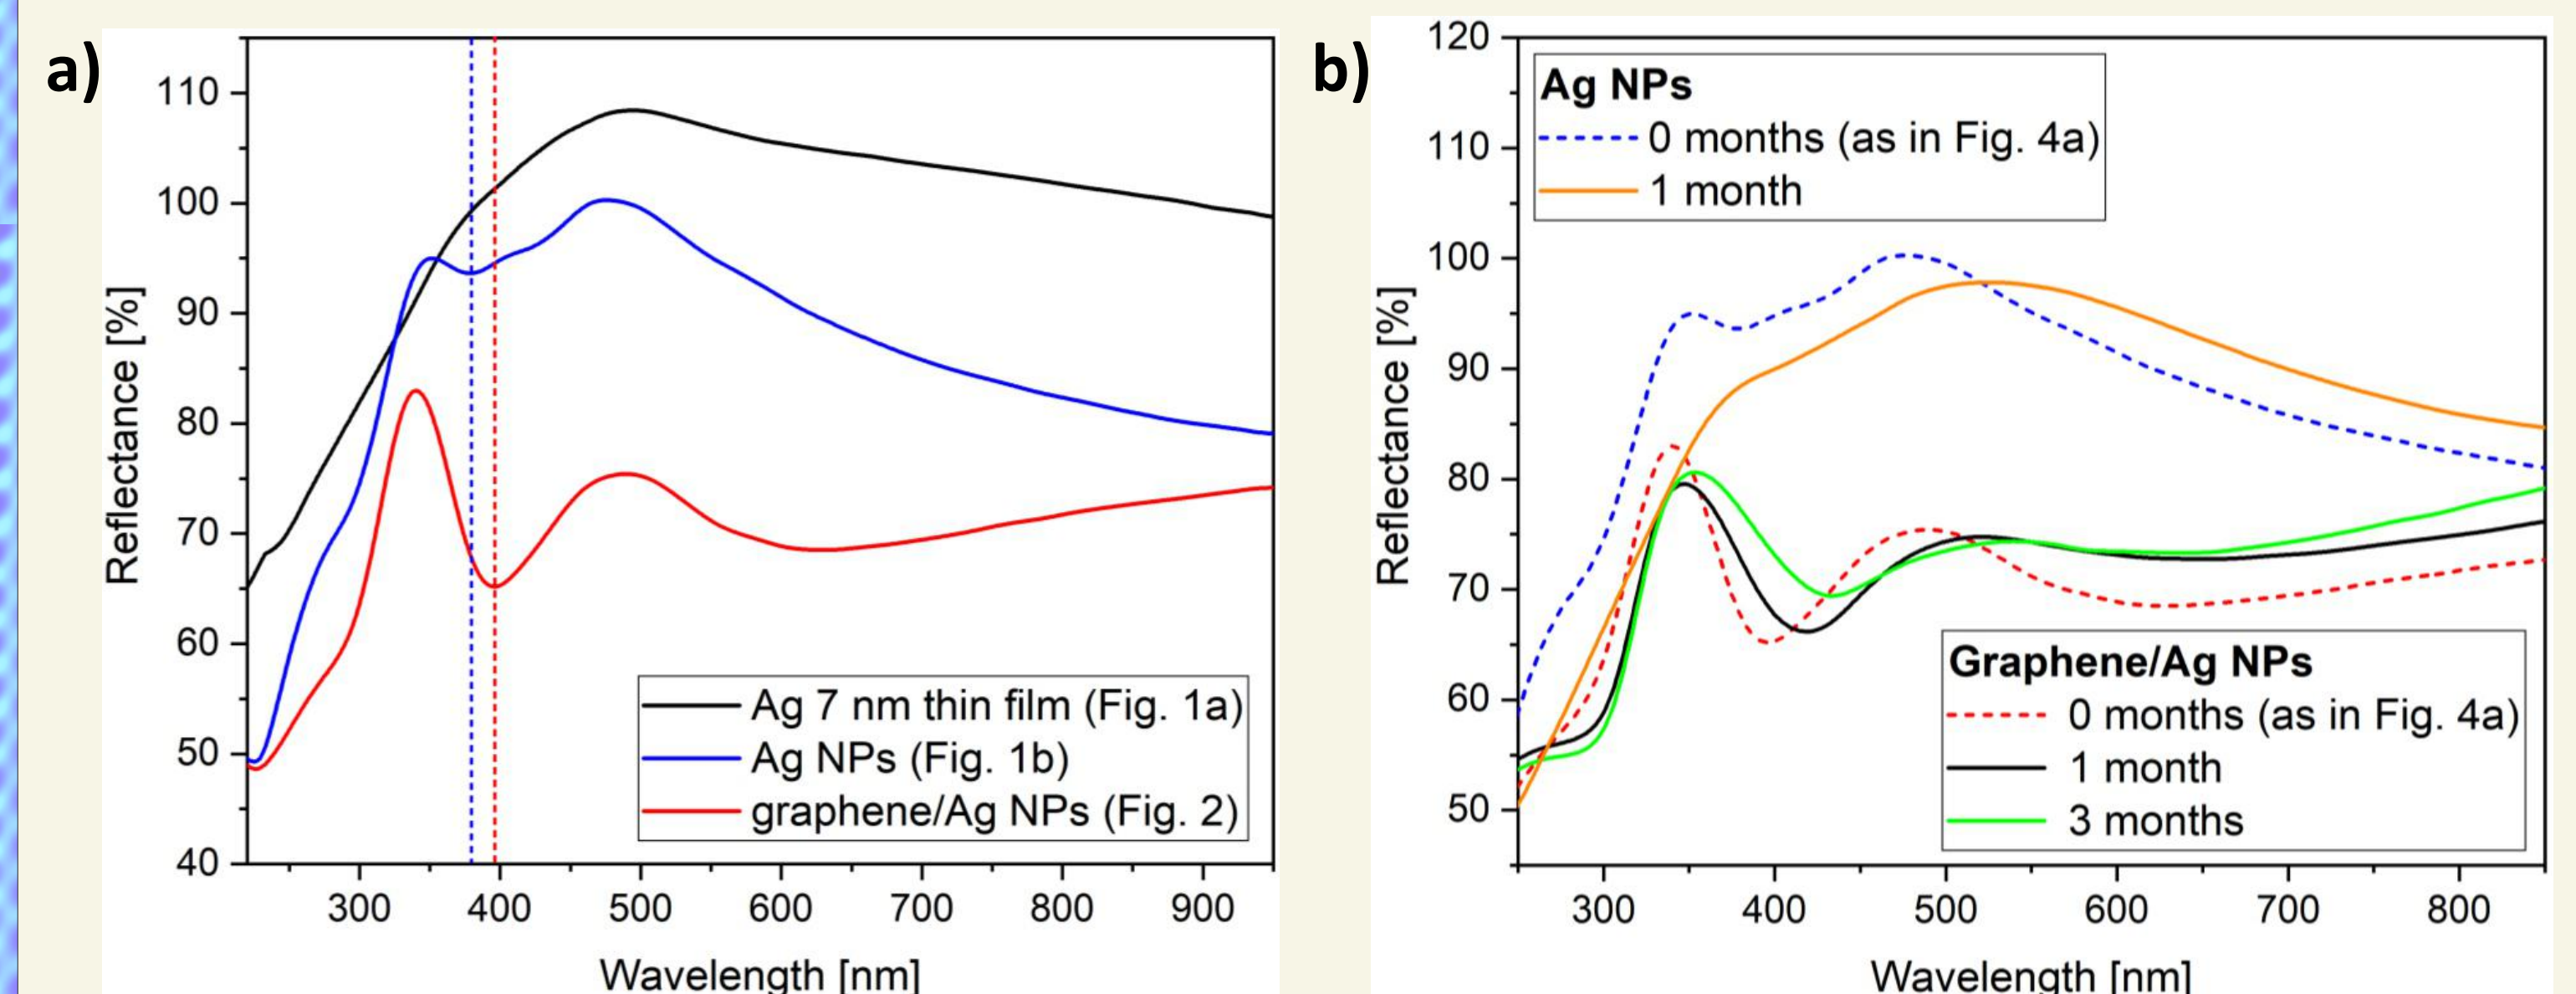 a)
110
100
90
80
70
60
50
40
Reflectance [%]
300 400 500 600 700 800 900
Wavelength [nm]
Ag 7 nm thin film (Fig. 1a)
Ag NPs (Fig. 1b)
graphene/Ag NPs (Fig. 2)
b)
120
110
100
90
80
70
60
50
Reflectance [%]
Ag NPs
0 months (as in Fig. 4a)
1 month
Graphene/Ag NPs
0 months (as in Fig. 4a)
1 month
3 months
300 400 500 600 700 800
Wavelength [nm]